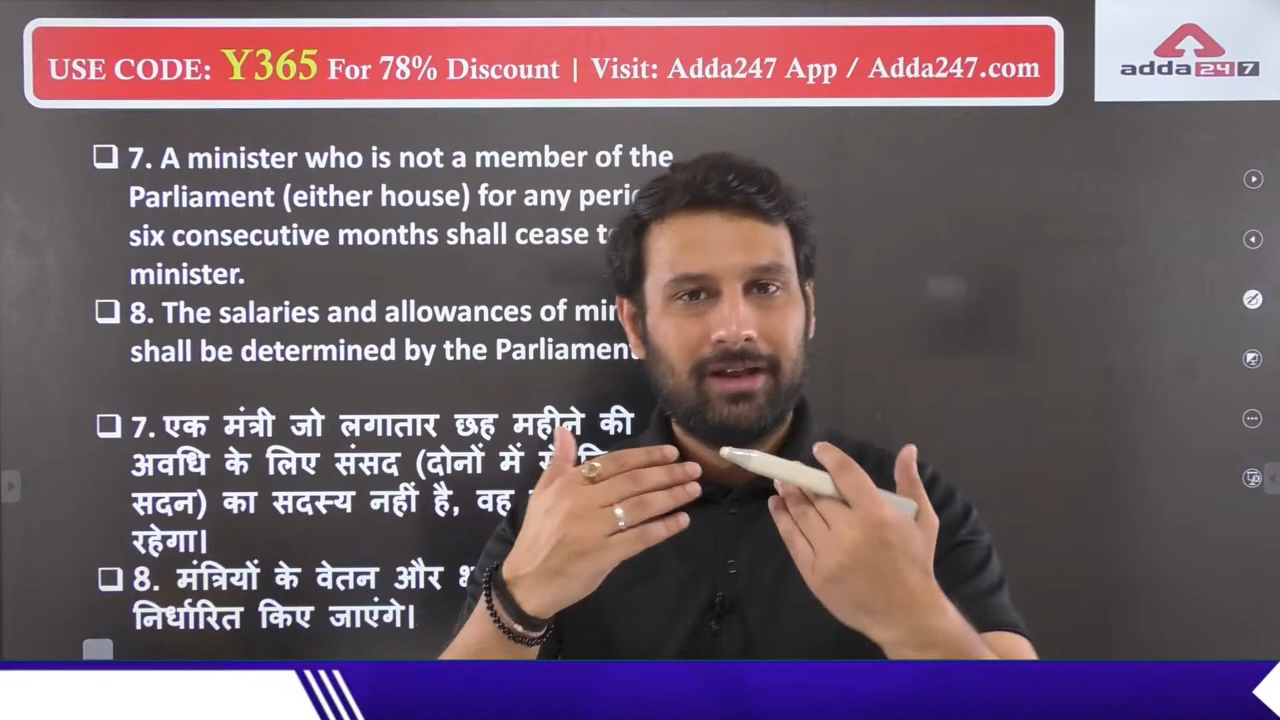 USE CODE: Y365 For 78% Discount | Visit: Adda247 App / Adda247.com
adda247
❑ 7. A minister who is not a member of the
Parliament (either house) for any
six consecutive months shall cease
minister.
❑ 8. The salaries and allowances of
shall be determined by the Parliament
❑ 7. एक मंत्री जो लगातार छह महीने की
अवधि के लिए संसद (दोनों में
सदन) का सदस्य नहीं है, वह
रहेगा।
❑ 8. मंत्रियों के वेतन और
निर्धारित किए जाएंगे।